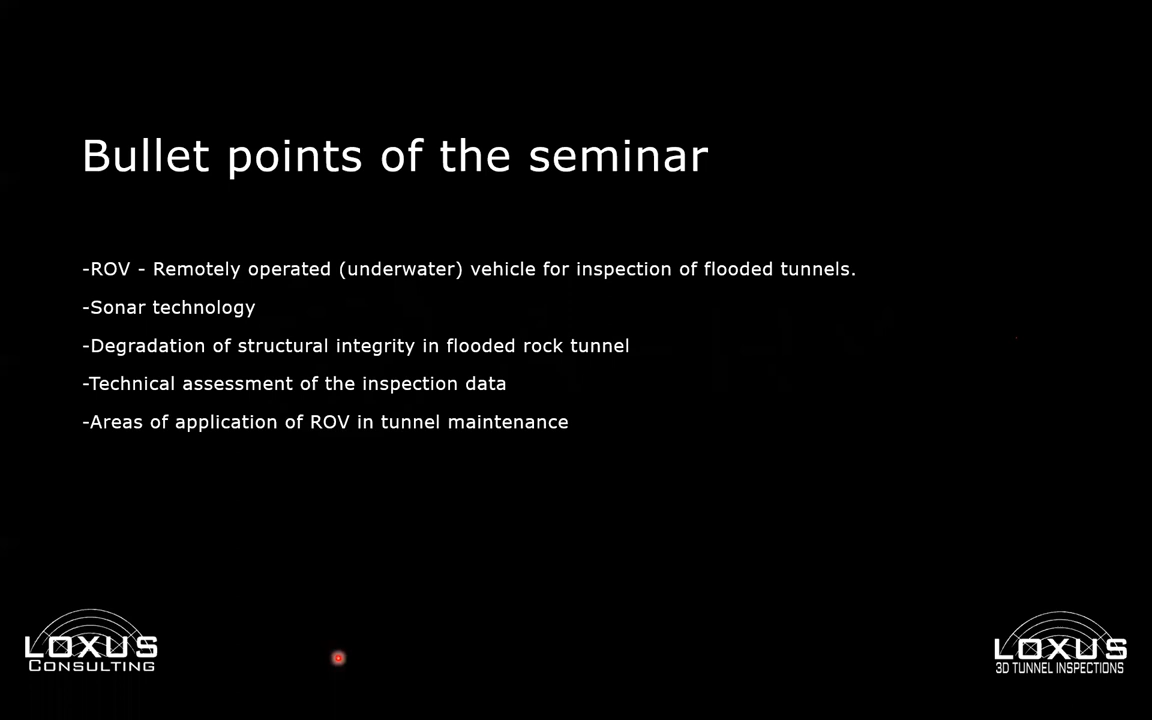 Bullet points of the seminar
-ROV - Remotely operated (underwater) vehicle for inspection of flooded tunnels.
-Sonar technology
-Degradation of structural integrity in flooded rock tunnel
-Technical assessment of the inspection data
-Areas of application of ROV in tunnel maintenance
LOXUS
CONSULTING
LOXUS
3D TUNNEL INSPECTIONS